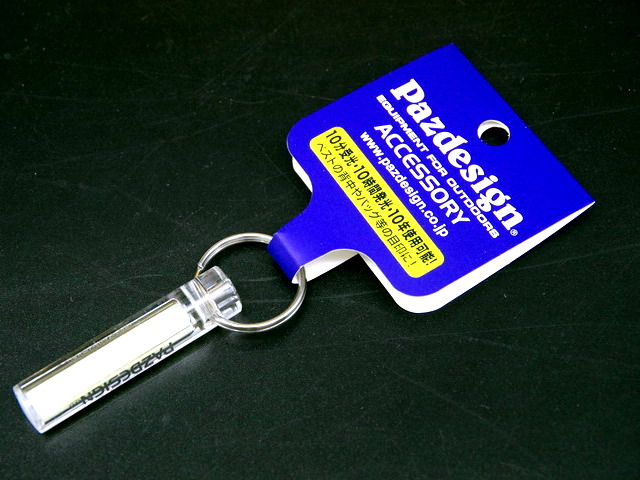 Pazdesign®
EQUIPMENT FOR OUTDOORS
ACCESSORY
www.pazdesign.co.jp
10分受光・10時間発光・10年使用可能!
ベストの背中やバッグ等の目印に!
PAZDESIGN